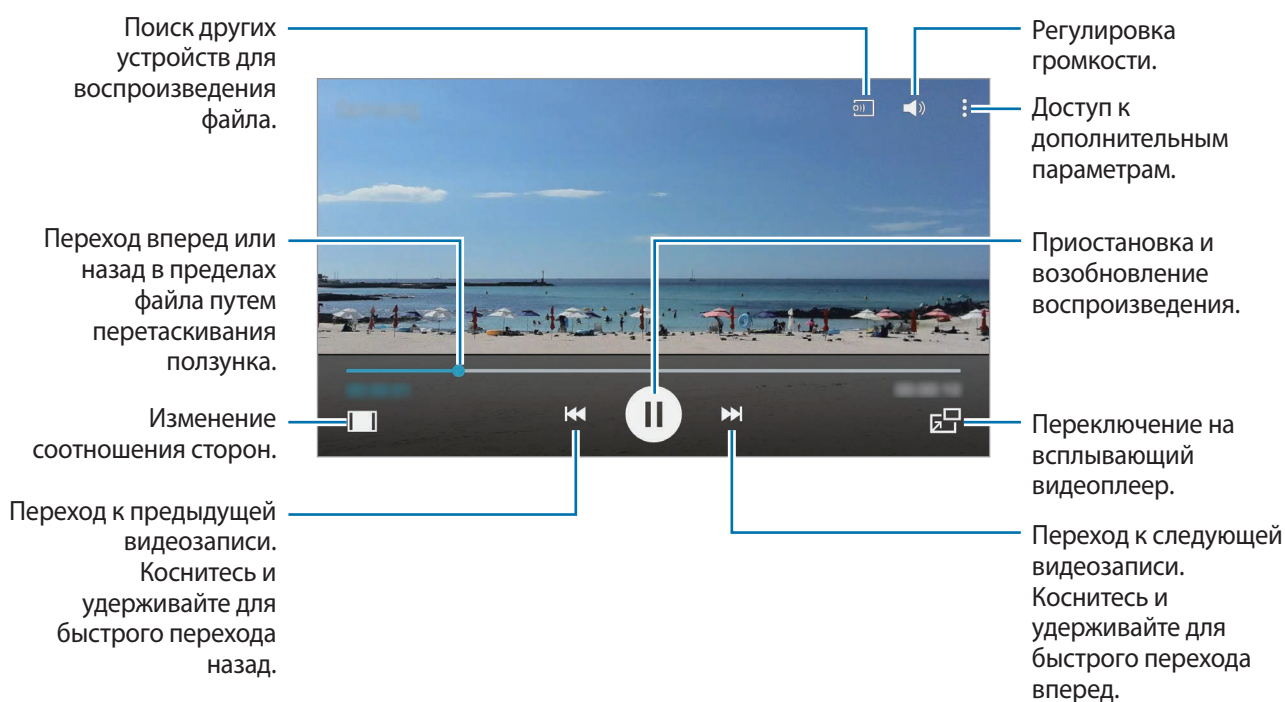 Поиск других
устройств для
воспроизведения
файла.
Переход вперед или
назад в пределах
файла путем
перетаскивания
ползунка.
Изменение
соотношения сторон.
Переход к предыдущей
видеозаписи.
Коснитесь и
удерживайте для
быстрого перехода
назад.
Регулировка
громкости.
Доступ к
дополнительным
параметрам.
Приостановка и
возобновление
воспроизведения.
Переключение на
всплывающий
видеоплеер.
Переход к следующей
видеозаписи.
Коснитесь и
удерживайте для
быстрого перехода
вперед.